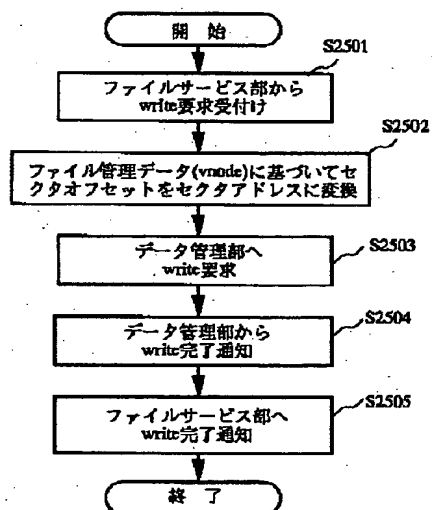 開 始
S2501
ファイルサービス部から
write要求受付け
S2502
ファイル管理データ(vnode)に基づいてセ
クタオフセットをセクタアドレスに変換
S2503
データ管理部へ
write要求
S2504
データ管理部から
write完了通知
S2505
ファイルサービス部へ
write完了通知
終 了